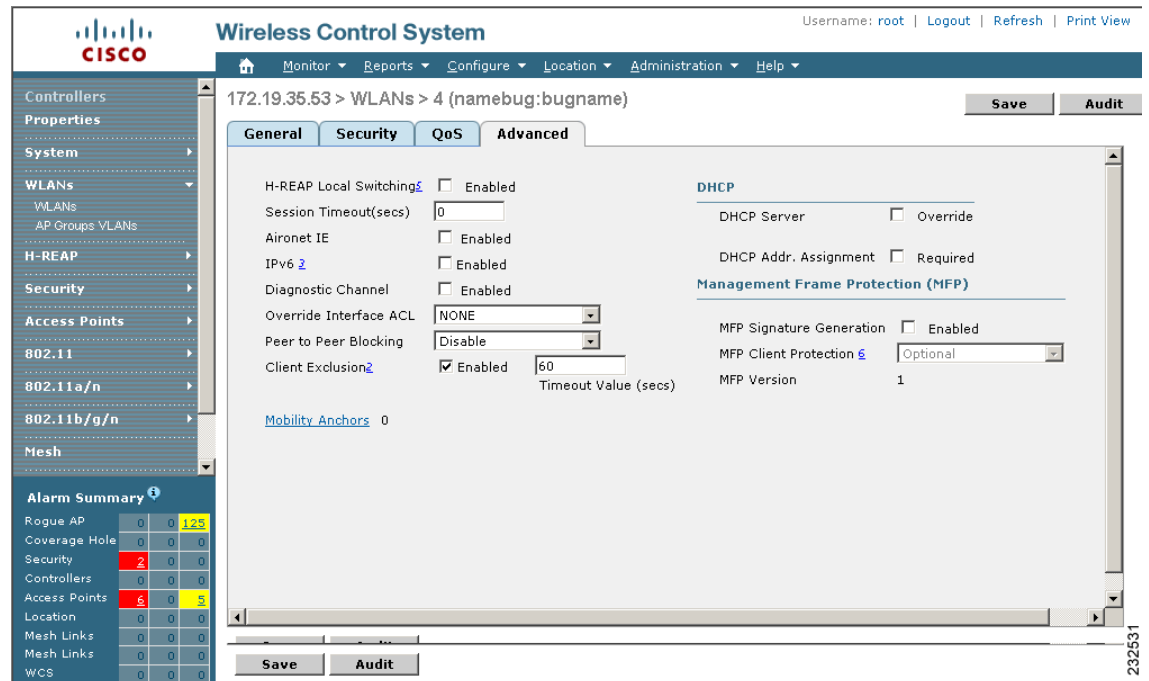 CISCO
Wireless Control System
Username: root | Logout | Refresh | Print View
Monitor Reports Configure Location Administration Help
Controllers
Properties
System
WLANs
WLANs
AP Groups VLANs
H-REAP
Security
Access Points
802.11
802.11a/n
802.11b/g/n
Mesh
Alarm Summary
Rogue AP 0 0 125
Coverage Hole 0 0 0
Security 2 0 0
Controllers 0 0 0
Access Points 6 0 5
Location 0 0 0
Mesh Links 0 0 0
Mesh Links 0 0 0
WCS 0 0 0
172.19.35.53 > WLANs > 4 (namebug:bugname)
Save Audit
General Security QoS Advanced
H-REAP Local Switching5 Enabled
Session Timeout(secs) 0
Aironet IE Enabled
IPv6 3 Enabled
Diagnostic Channel Enabled
Override Interface ACL NONE
Peer to Peer Blocking Disable
Client Exclusion2 Enabled 60
Timeout Value (secs)
Mobility Anchors 0
DHCP
DHCP Server Override
DHCP Addr. Assignment Required
Management Frame Protection (MFP)
MFP Signature Generation Enabled
MFP Client Protection 6 Optional
MFP Version 1
Save Audit
232531